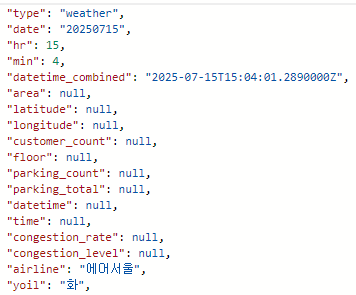 "type": "weather",
"date": "20250715",
"hr": 15,
"min": 4,
"datetime_combined": "2025-07-15T15:04:01.2890000Z",
"area": null,
"latitude": null,
"longitude": null,
"customer_count": null,
"floor": null,
"parking_count": null,
"parking_total": null,
"datetime": null,
"time": null,
"congestion_rate": null,
"congestion_level": null,
"airline": "에어서울",
"yoil": "화",